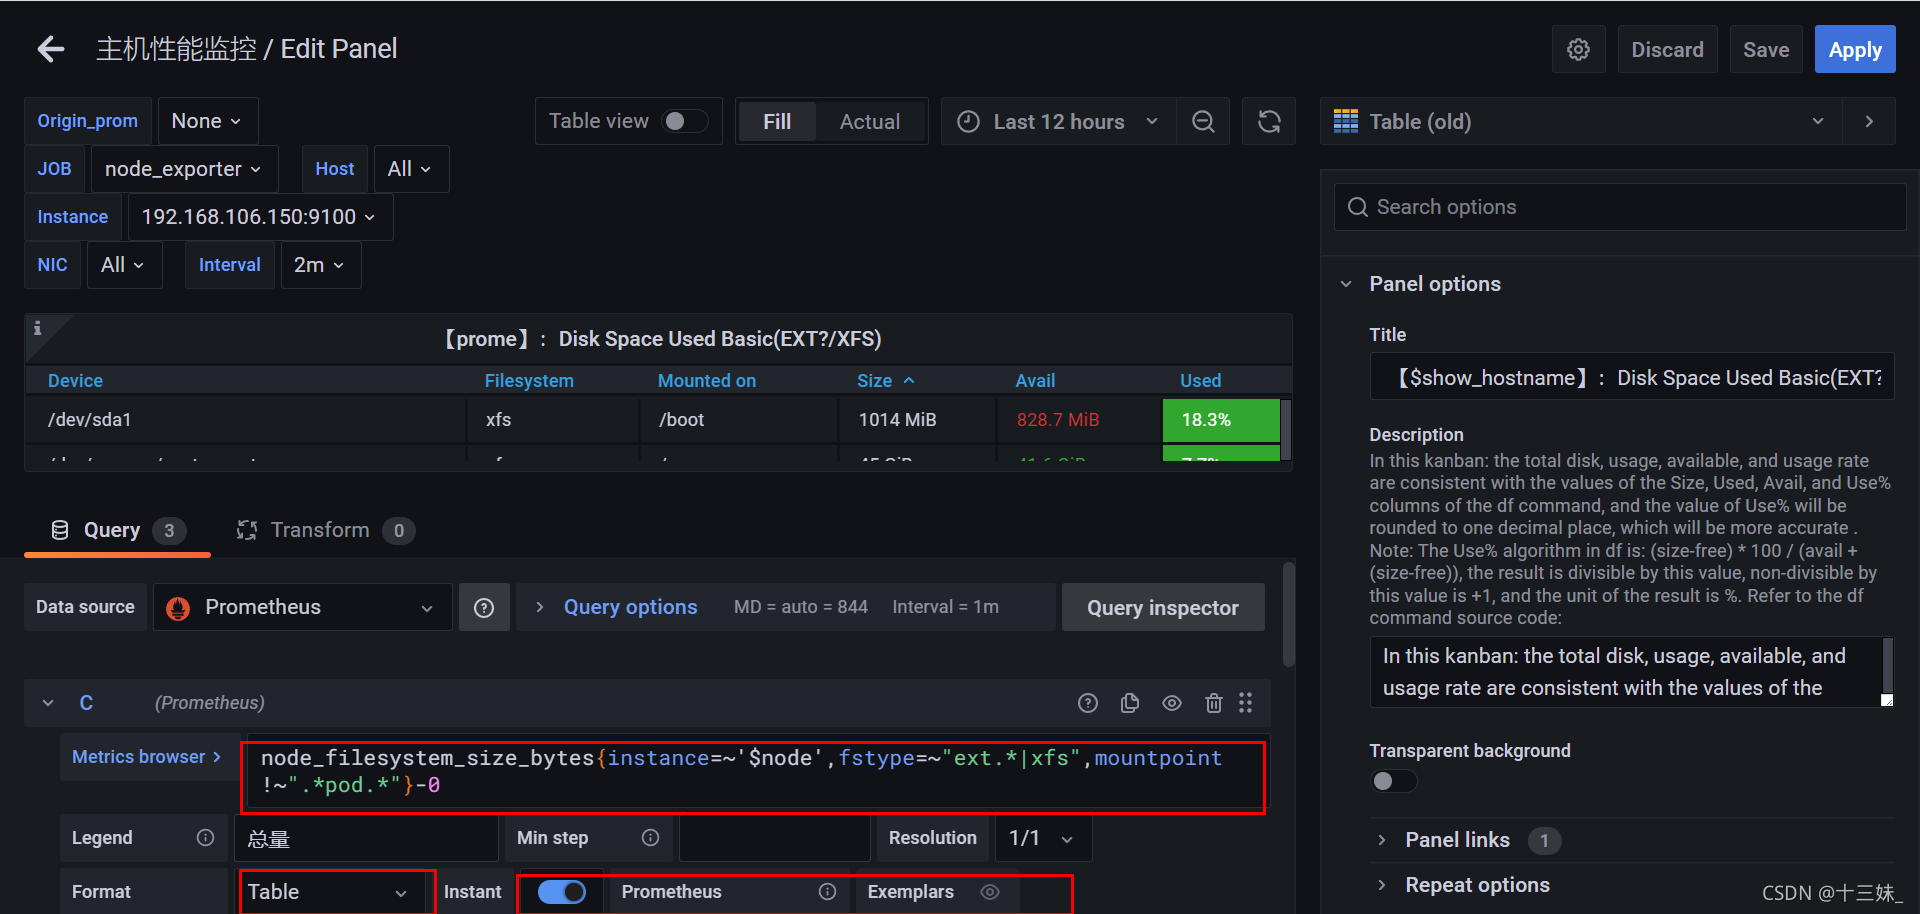 主机性能监控 / Edit Panel
Discard
Save
Apply
Origin_prom
None
Table view
Fill
Actual
Last 12 hours
Table (old)
JOB
node_exporter
Host
All
Instance
192.168.106.150:9100
Search options
NIC
All
Interval
2m
Panel options
i
【prome】： Disk Space Used Basic(EXT?/XFS)
Title
Device
Filesystem
Mounted on
Size
Avail
Used
【$show_hostname】： Disk Space Used Basic(EXT?
/dev/sda1
xfs
/boot
1014 MiB
828.7 MiB
18.3%
Description
In this kanban: the total disk, usage, available, and usage rate
are consistent with the values of the Size, Used, Avail, and Use%
columns of the df command, and the value of Use% will be
rounded to one decimal place, which will be more accurate .
Note: The Use% algorithm in df is: (size-free) * 100 / (avail +
(size-free)), the result is divisible by this value, non-divisible by
this value is +1, and the unit of the result is %. Refer to the df
command source code:
Query
3
Transform
0
Data source
Prometheus
Query options
MD = auto = 844
Interval = 1m
Query inspector
In this kanban: the total disk, usage, available, and
usage rate are consistent with the values of the
C
(Prometheus)
Metrics browser >
node_filesystem_size_bytes{instance=~'$node',fstype=~"ext.*|xfs",mountpoint
!~".*pod.*"}-0
Transparent background
Legend
总量
Min step
Resolution
1/1
Panel links
1
Format
Table
Instant
Prometheus
Exemplars
Repeat options
CSDN @十三妹_